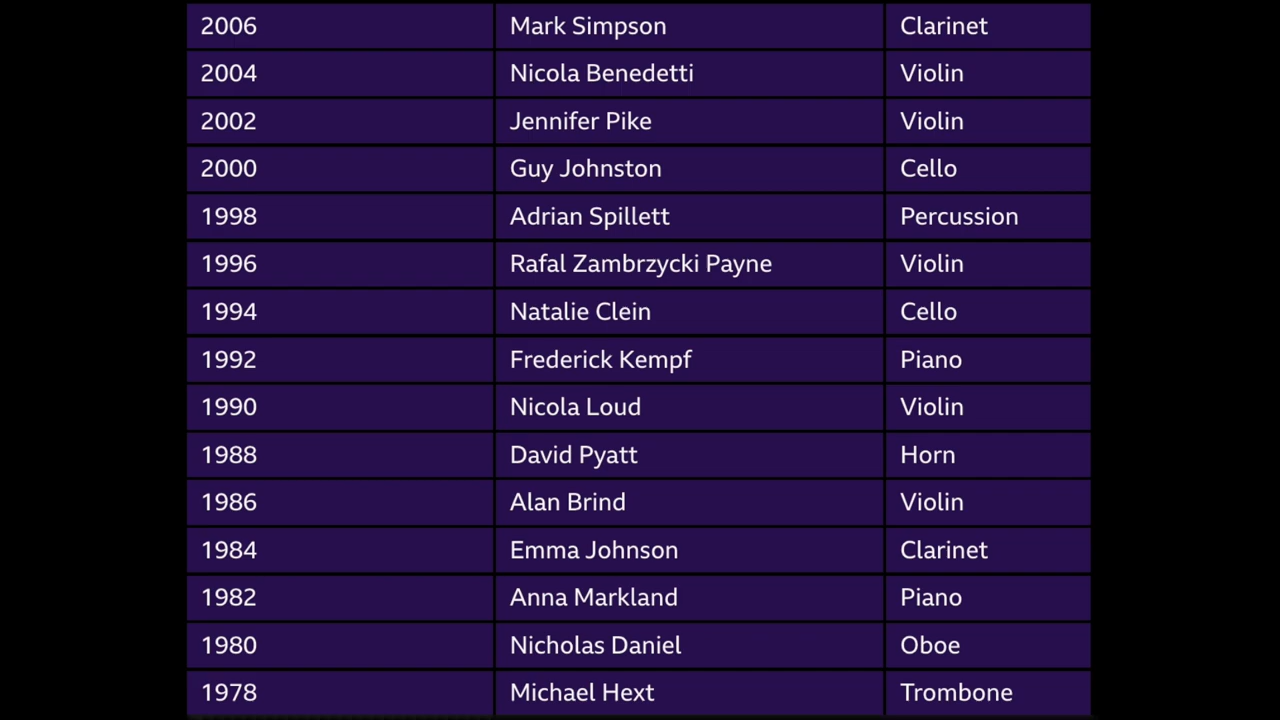 2006 Mark Simpson Clarinet
2004 Nicola Benedetti Violin
2002 Jennifer Pike Violin
2000 Guy Johnston Cello
1998 Adrian Spillett Percussion
1996 Rafal Zambrzycki Payne Violin
1994 Natalie Clein Cello
1992 Frederick Kempf Piano
1990 Nicola Loud Violin
1988 David Pyatt Horn
1986 Alan Brind Violin
1984 Emma Johnson Clarinet
1982 Anna Markland Piano
1980 Nicholas Daniel Oboe
1978 Michael Hext Trombone